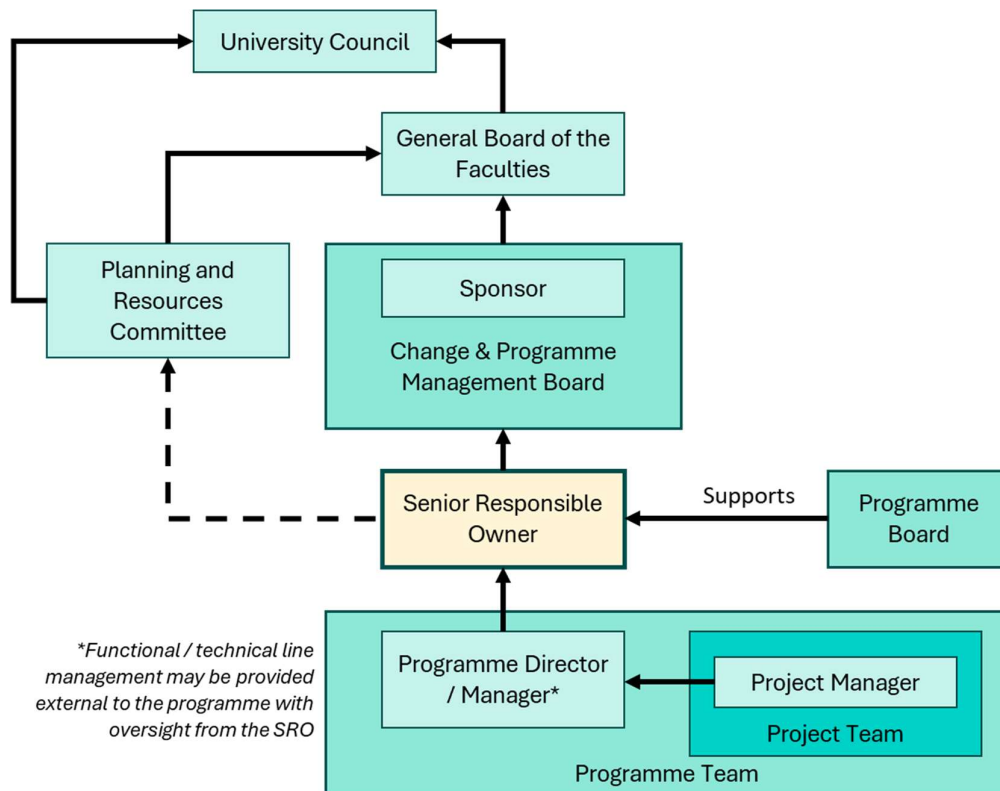 University Council
General Board of the
Faculties
Planning and
Resources
Committee
Sponsor
Change & Programme
Management Board
Senior Responsible
Owner
Supports
Programme
Board
*Functional / technical line
management may be provided
external to the programme with
oversight from the SRO
Programme Director
/ Manager*
Project Manager
Project Team
Programme Team